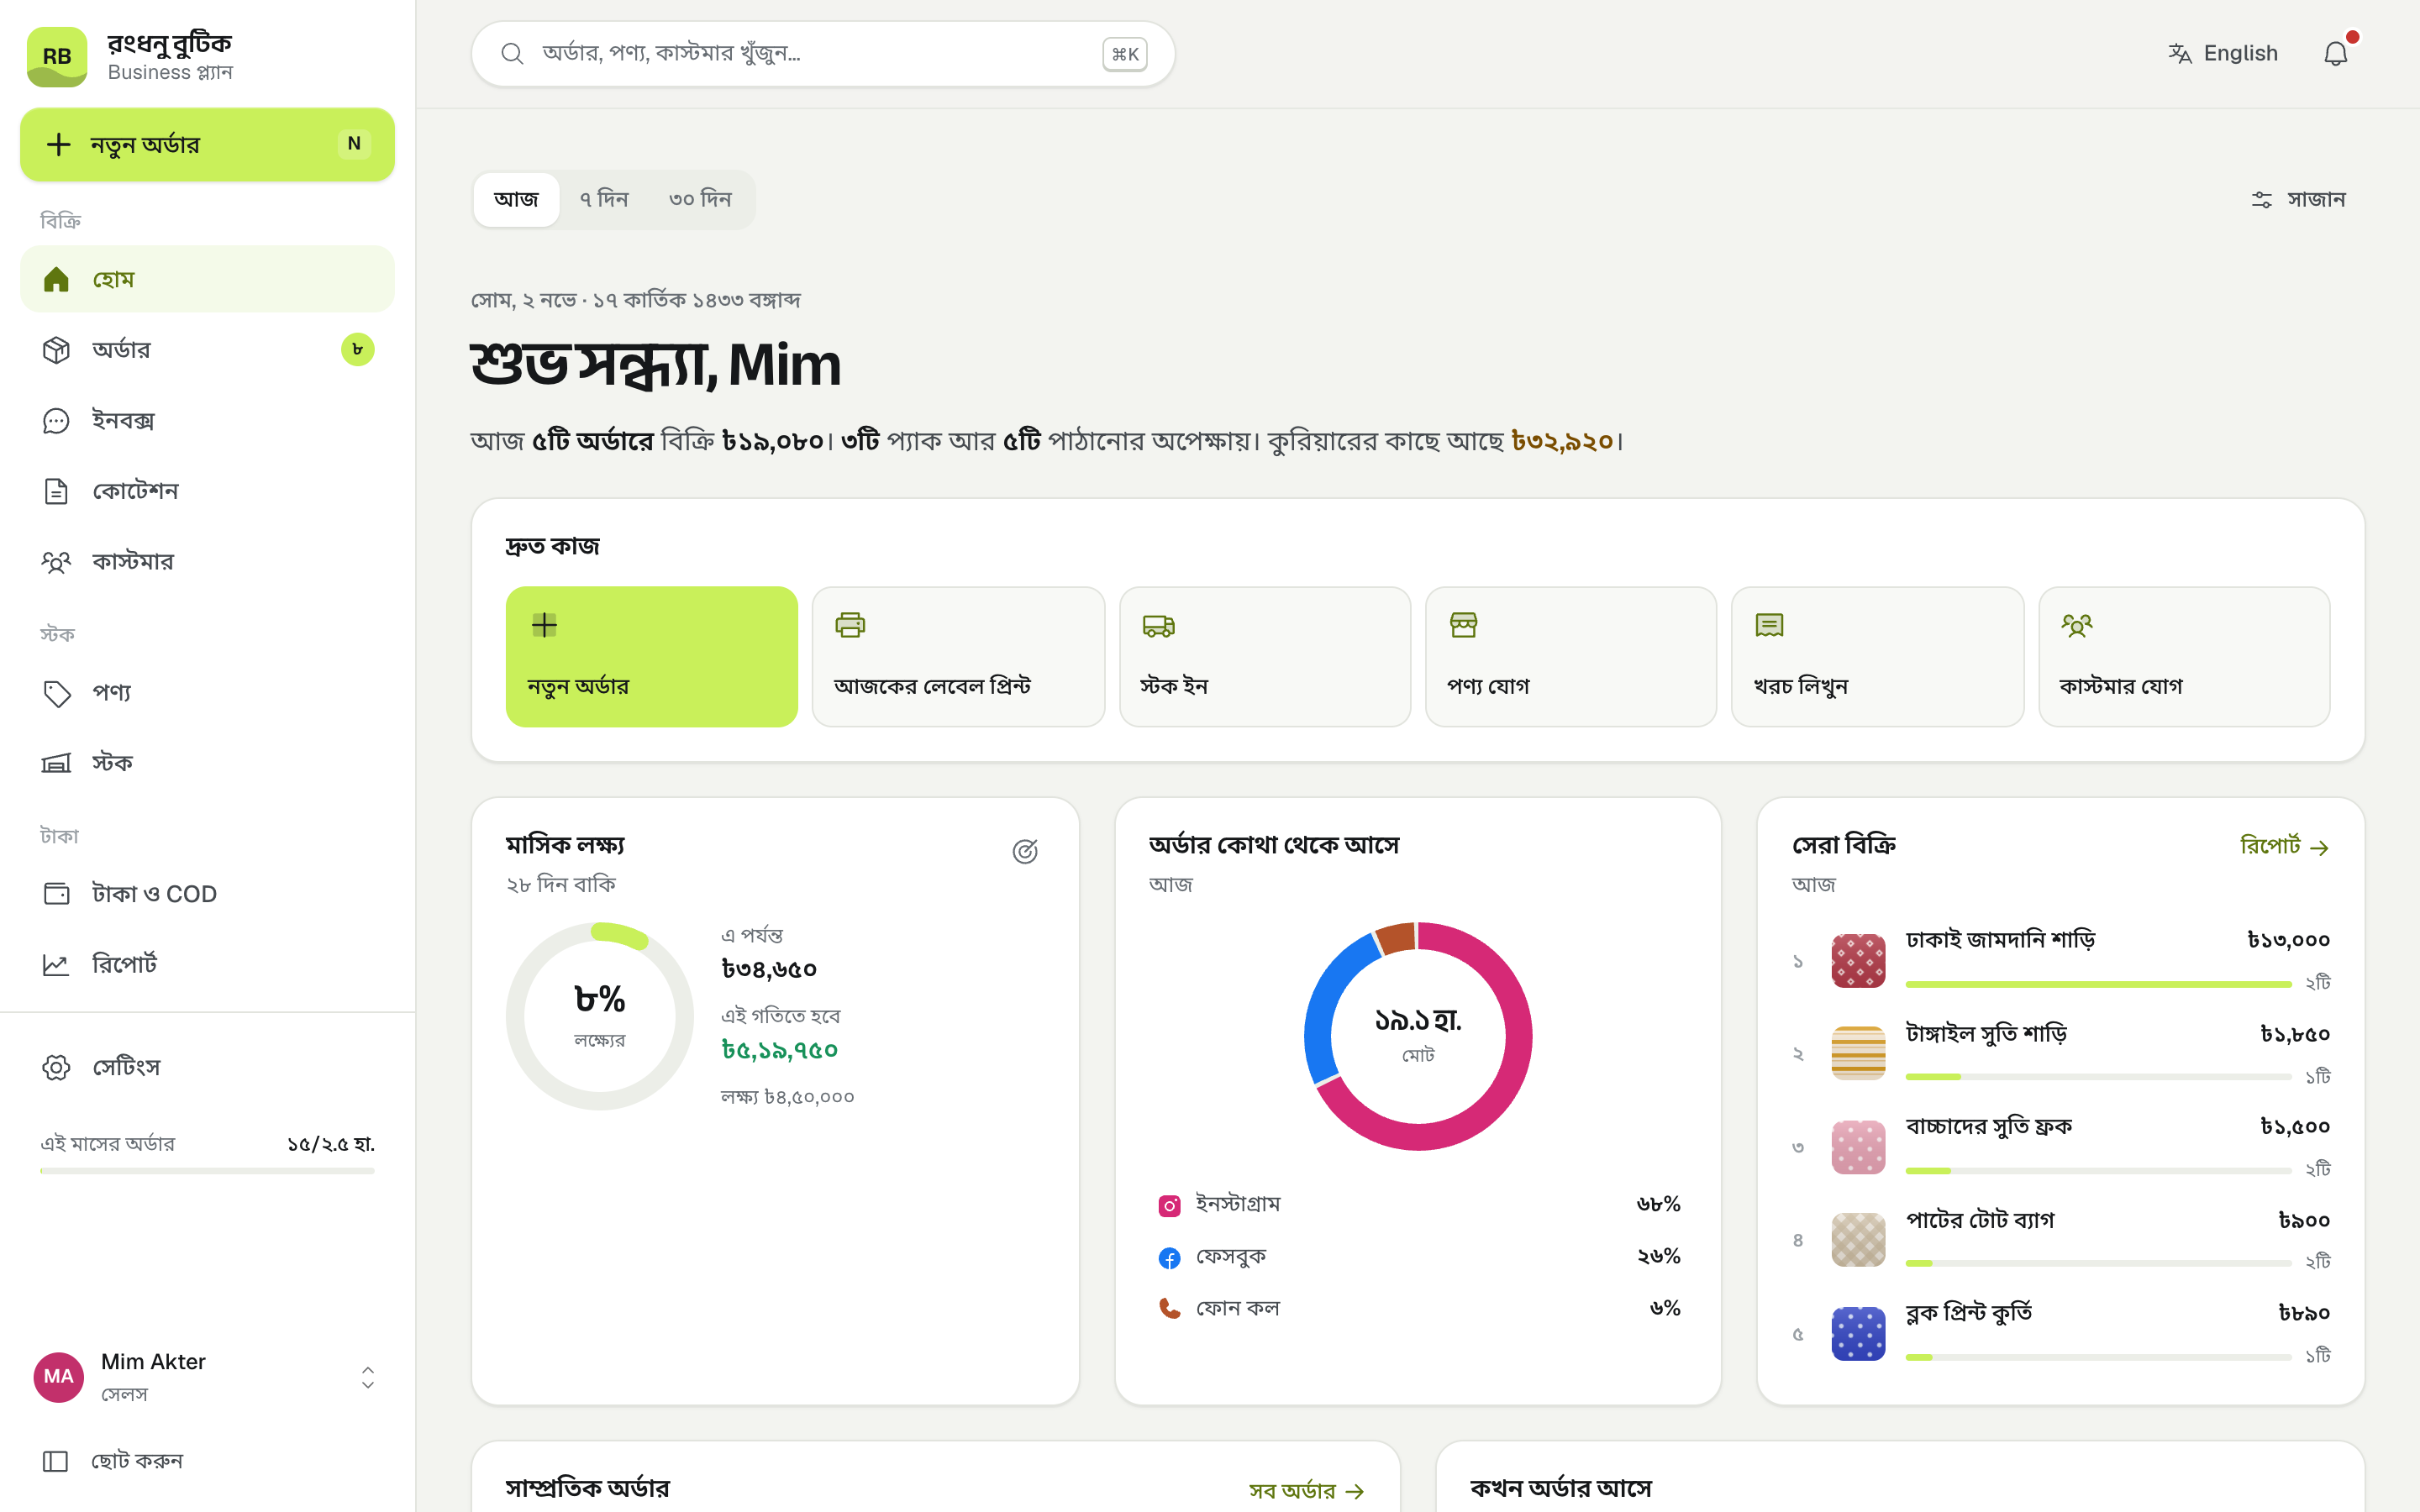 RB
রংধনু বুটিক
Business প্ল্যান
নতুন অর্ডার N
বিক্রি
হোম
অর্ডার ৮
ইনবক্স
কোটেশন
কাস্টমার
স্টক
পণ্য
স্টক
টাকা
টাকা ও COD
রিপোর্ট
সেটিংস
এই মাসের অর্ডার ১৫/২.৫ হা.
MA
Mim Akter
সেলস
ছোট করুন
অর্ডার, পণ্য, কাস্টমার খুঁজুন... ⌘K
English
আজ ৭ দিন ৩০ দিন
সাজান
সোম, ২ নভে · ১৭ কার্তিক ১৪৩৩ বঙ্গাব্দ
শুভ সন্ধ্যা, Mim
আজ ৫টি অর্ডারে বিক্রি ৳১৯,০৮০। ৩টি প্যাক আর ৫টি পাঠানোর অপেক্ষায়। কুরিয়ারের কাছে আছে ৳৩২,৯২০।
দ্রুত কাজ
নতুন অর্ডার
আজকের লেবেল প্রিন্ট
স্টক ইন
পণ্য যোগ
খরচ লিখুন
কাস্টমার যোগ
মাসিক লক্ষ্য
২৮ দিন বাকি
৮%
লক্ষ্যের
এ পর্যন্ত
৳৩৪,৬৫০
এই গতিতে হবে
৳৫,১৯,৭৫০
লক্ষ্য ৳৪,৫০,০০০
অর্ডার কোথা থেকে আসে
আজ
১৯.১ হা.
মোট
ইনস্টাগ্রাম ৬৮%
ফেসবুক ২৬%
ফোন কল ৬%
সেরা বিক্রি রিপোর্ট →
আজ
১ ঢাকাই জামদানি শাড়ি ৳১৩,০০০
২টি
২ টাঙ্গাইল সুতি শাড়ি ৳১,৮৫০
১টি
৩ বাচ্চাদের সুতি ফ্রক ৳১,৫০০
২টি
৪ পাটের টোট ব্যাগ ৳৯০০
২টি
৫ ব্লক প্রিন্ট কুর্তি ৳৮৯০
১টি
সাম্প্রতিক অর্ডার সব অর্ডার →
কখন অর্ডার আসে